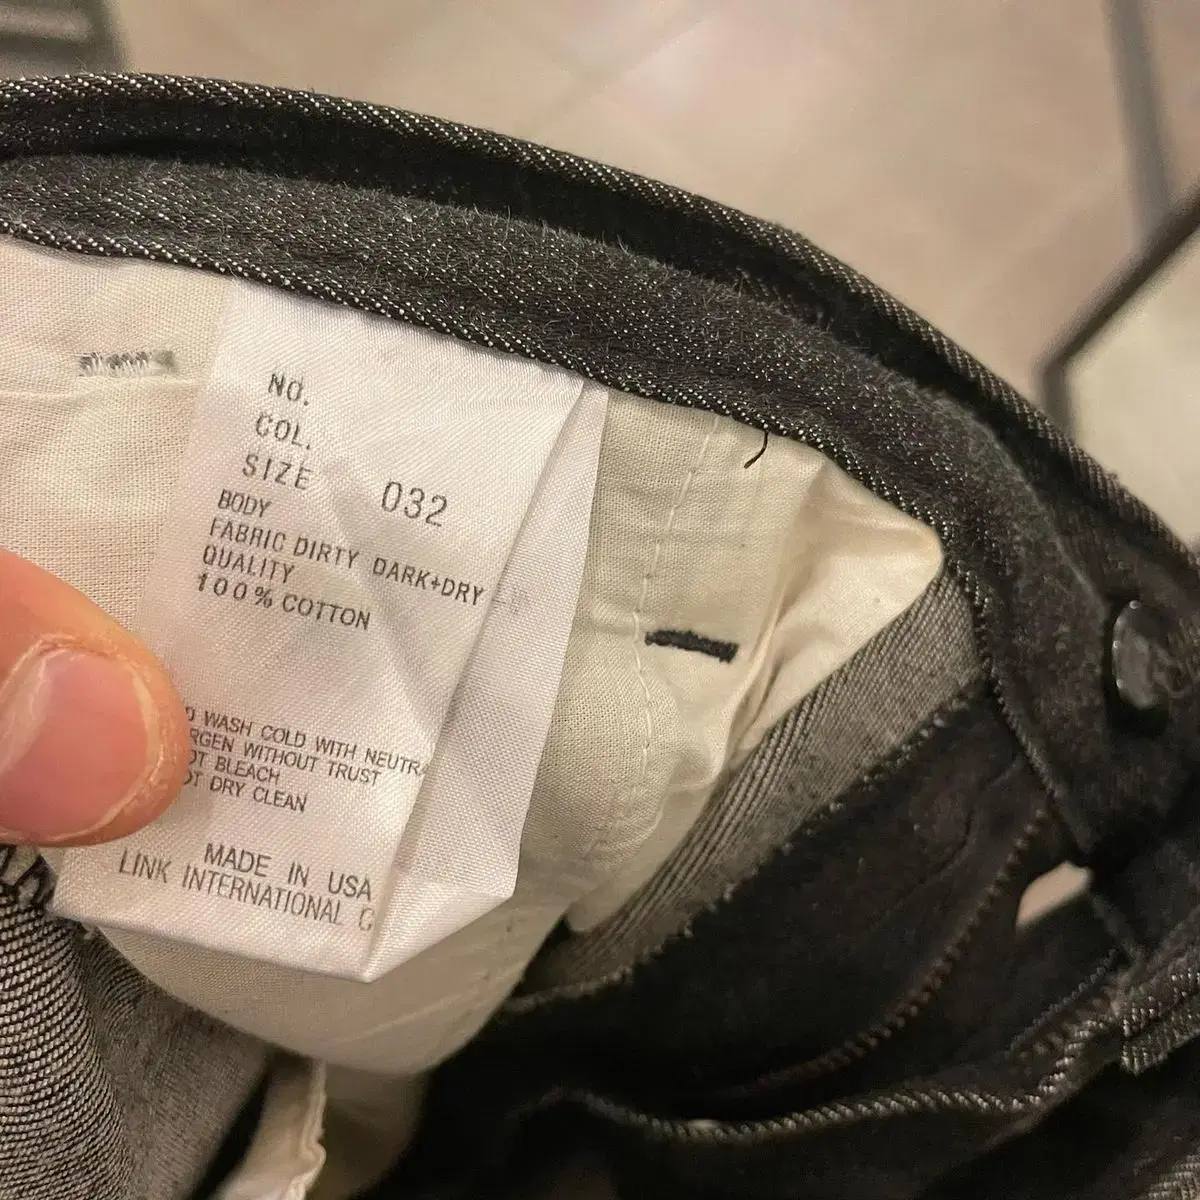 NO.
COL.
SIZE 032
BODY
FABRIC DIRTY DARK+DRY
QUALITY
100% COTTON
WASH COLD WITH NEUTR
RGEN WITHOUT TRUST
OT BLEACH
OT DRY CLEAN
MADE IN USA
LINK INTERNATIONAL C